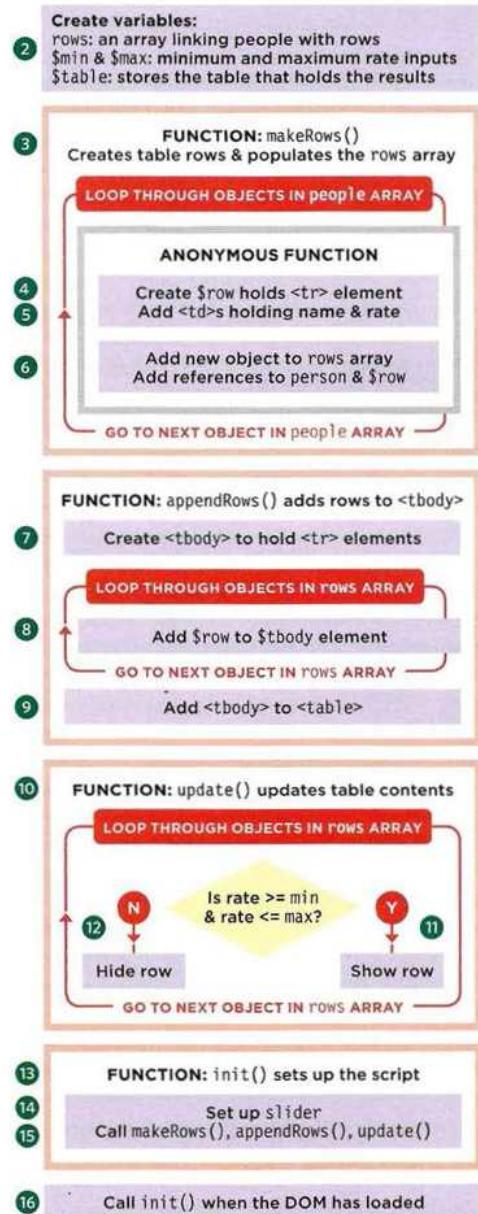 Create variables:
2 rows: an array linking people with rows
$min & $max: minimum and maximum rate inputs
$table: stores the table that holds the results
3 FUNCTION: makeRows()
Creates table rows & populates the rows array
LOOP THROUGH OBJECTS IN people ARRAY
ANONYMOUS FUNCTION
4 Create $row holds <tr> element
5 Add <td>s holding name & rate
6 Add new object to rows array
Add references to person & $row
GO TO NEXT OBJECT IN people ARRAY
FUNCTION: appendRows() adds rows to <tbody>
7 Create <tbody> to hold <tr> elements
LOOP THROUGH OBJECTS IN rows ARRAY
8 Add $row to $tbody element
GO TO NEXT OBJECT IN rows ARRAY
9 Add <tbody> to <table>
10 FUNCTION: update() updates table contents
LOOP THROUGH OBJECTS IN rows ARRAY
Is rate >= min
& rate <= max?
N
Y
12
11
Hide row
Show row
GO TO NEXT OBJECT IN rows ARRAY
13 FUNCTION: init() sets up the script
14 Set up slider
15 Call makeRows(), appendRows(), update()
16 Call init() when the DOM has loaded